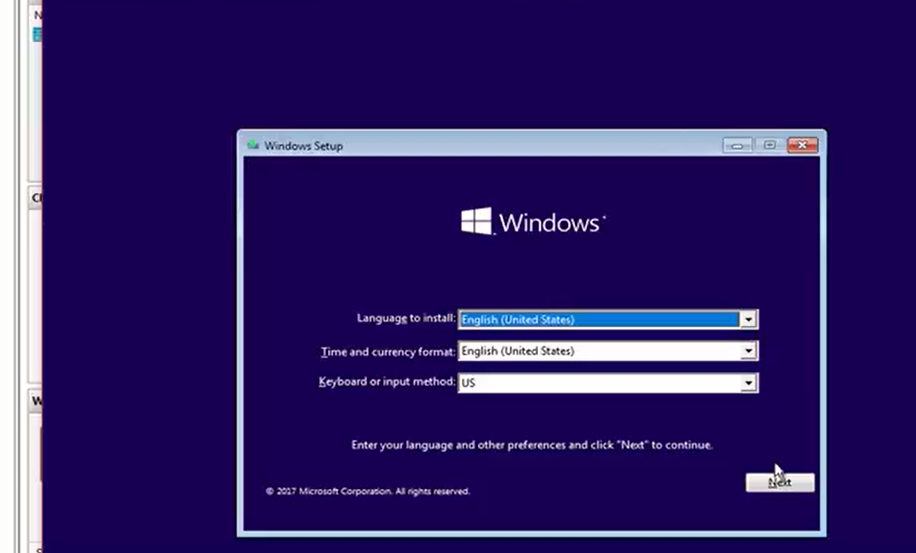 Windows Setup
Windows
Language to install: English (United States)
Time and currency format: English (United States)
Keyboard or input method: US
Enter your language and other preferences and click "Next" to continue.
Next
© 2017 Microsoft Corporation. All rights reserved.